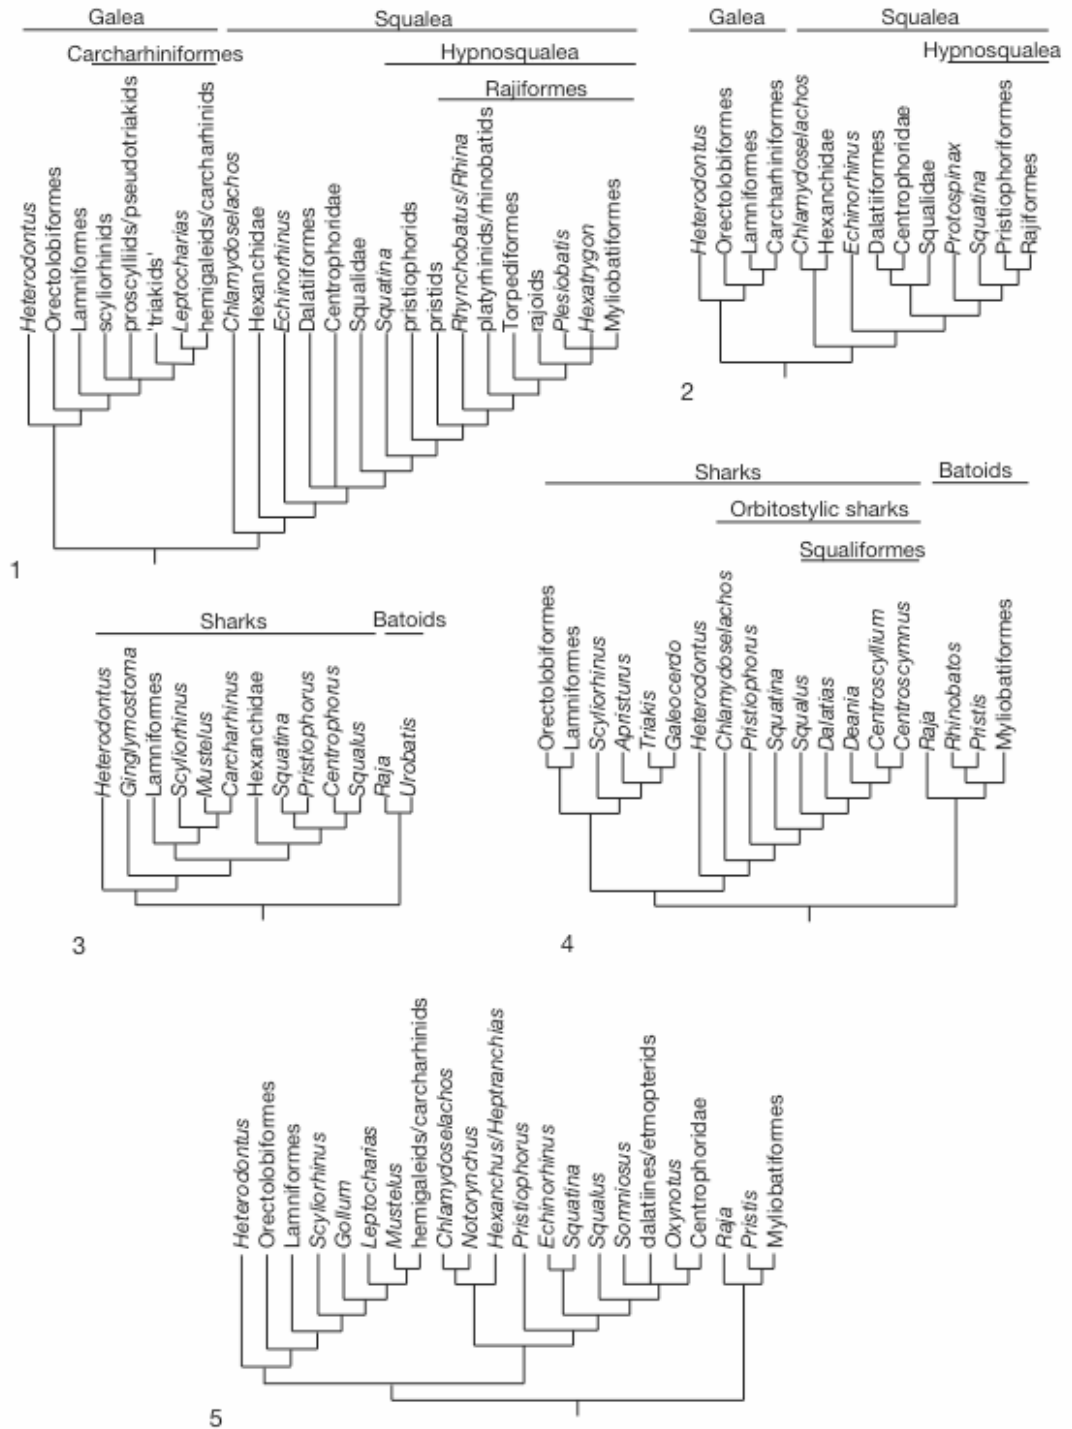 Galea
Squalea
Carcharhiniformes
Hypnosqualea
Rajiformes
Heterodontus
Orectolobiformes
Lamniformes
scyliorhinids
proscylliids/pseudotriakids
'triakids'
Leptocharias
hemigaleids/carcharhinids
Chlamydoselachos
Hexanchidae
Echinorhinus
Dalatiiformes
Centrophoridae
Squalidae
Squatina
pristiophorids
pristids
Rhynchobatus/Rhina
platyrhinids/rhinobatids
Torpediformes
rajoids
Plesiobatis
Hexatrygon
Myliobatiformes
1
Galea
Squalea
Hypnosqualea
Heterodontus
Orectolobiformes
Lamniformes
Carcharhiniformes
Chlamydoselachos
Hexanchidae
Echinorhinus
Dalatiiformes
Centrophoridae
Squalidae
Protospinax
Squatina
Pristiophoriformes
Rajiformes
2
Sharks
Batoids
Heterodontus
Ginglymostoma
Lamniformes
Scyliorhinus
Mustelus
Carcharhinus
Hexanchidae
Squatina
Pristiophorus
Centrophorus
Squalus
Raja
Urobatis
3
Sharks
Batoids
Orbitostylic sharks
Squaliformes
Orectolobiformes
Lamniformes
Scyliorhinus
Apristurus
Triakis
Galeocerdo
Heterodontus
Chlamydoselachos
Pristiophorus
Squatina
Squalus
Dalatias
Deania
Centroscyllium
Centroscymnus
Raja
Rhinobatos
Pristis
Myliobatiformes
4
Heterodontus
Orectolobiformes
Lamniformes
Scyliorhinus
Gollum
Leptocharias
Mustelus
hemigaleids/carcharhinids
Chlamydoselachos
Notorynchus
Hexanchus/Heptranchias
Pristiophorus
Echinorhinus
Squatina
Squalus
Somniosus
dalatiines/etmopterids
Oxynotus
Centrophoridae
Raja
Pristis
Myliobatiformes
5